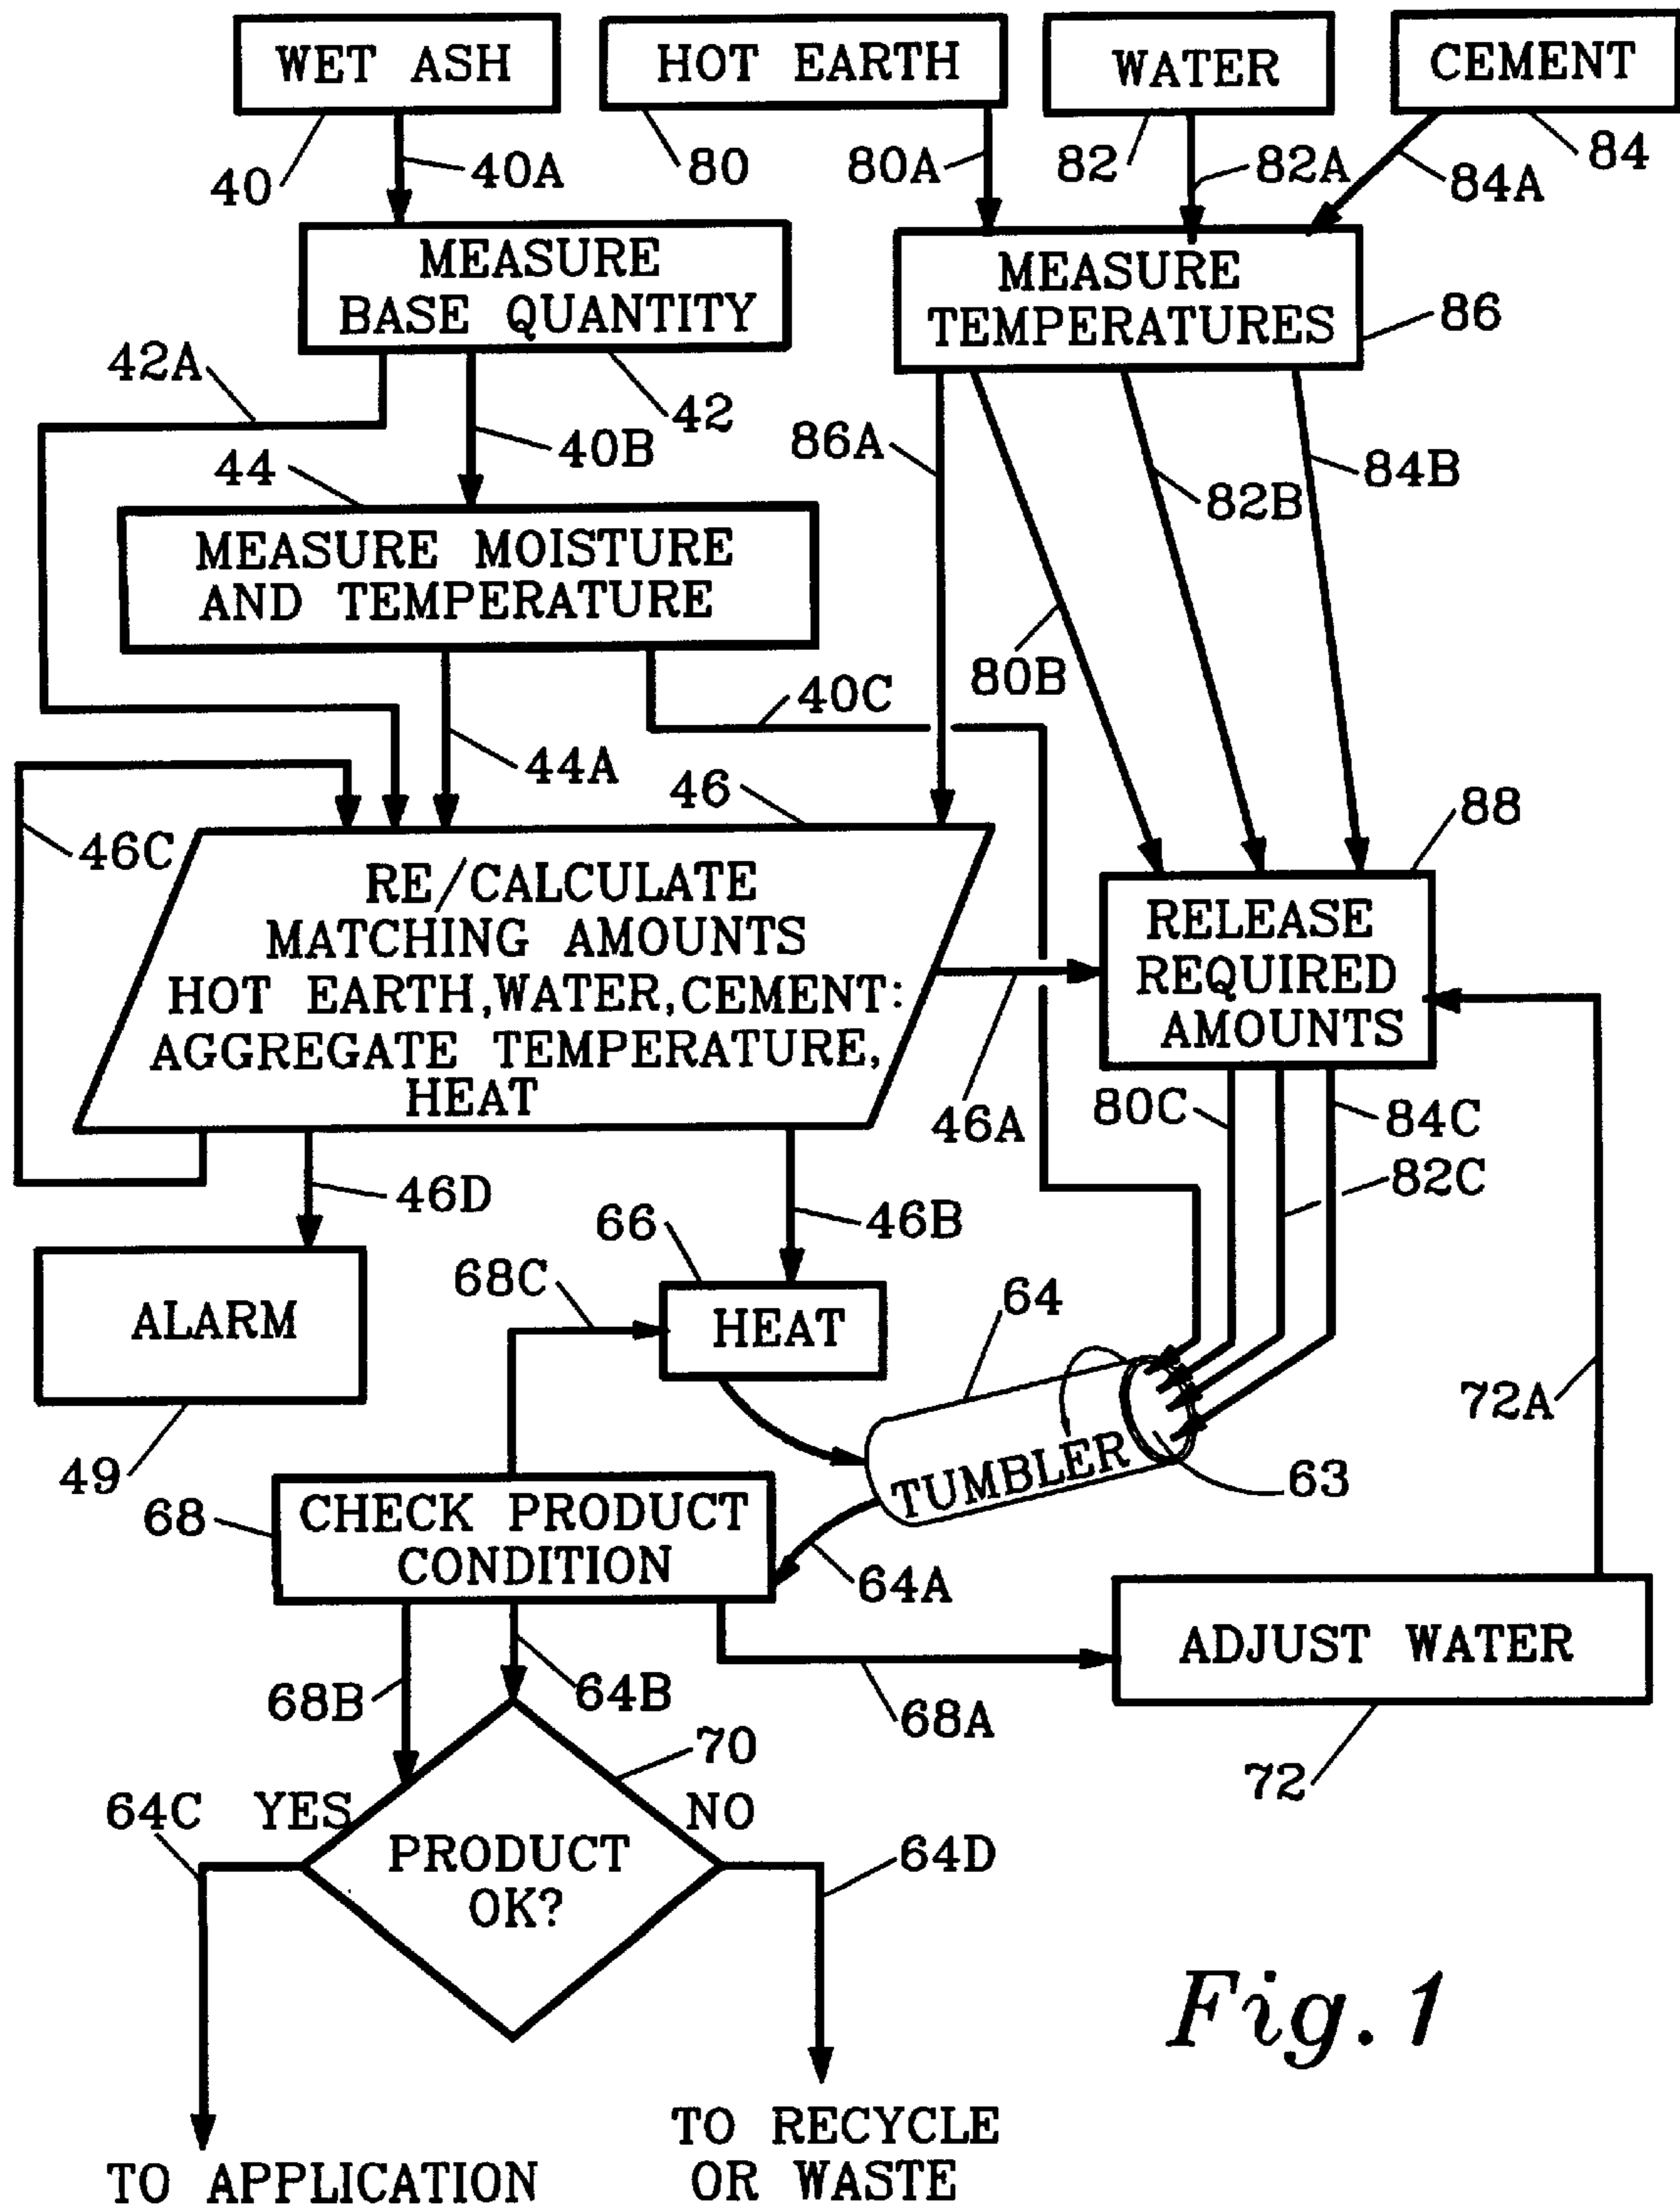 WET ASH
HOT EARTH
WATER
CEMENT
40
40A
80
80A
82
82A
84A
84
MEASURE
BASE QUANTITY
MEASURE
TEMPERATURES
86
42A
42
40B
44
86A
82B
84B
MEASURE MOISTURE
AND TEMPERATURE
80B
40C
44A
46
88
46C
RE/CALCULATE
MATCHING AMOUNTS
HOT EARTH, WATER, CEMENT:
AGGREGATE TEMPERATURE,
HEAT
RELEASE
REQUIRED
AMOUNTS
46A
80C
84C
82C
46D
46B
66
68C
64
ALARM
HEAT
72A
49
TUMBLER
63
68
CHECK PRODUCT
CONDITION
64A
ADJUST WATER
68B
64B
68A
72
70
64C
YES
NO
PRODUCT
OK?
64D
Fig. 1
TO APPLICATION
TO RECYCLE
OR WASTE